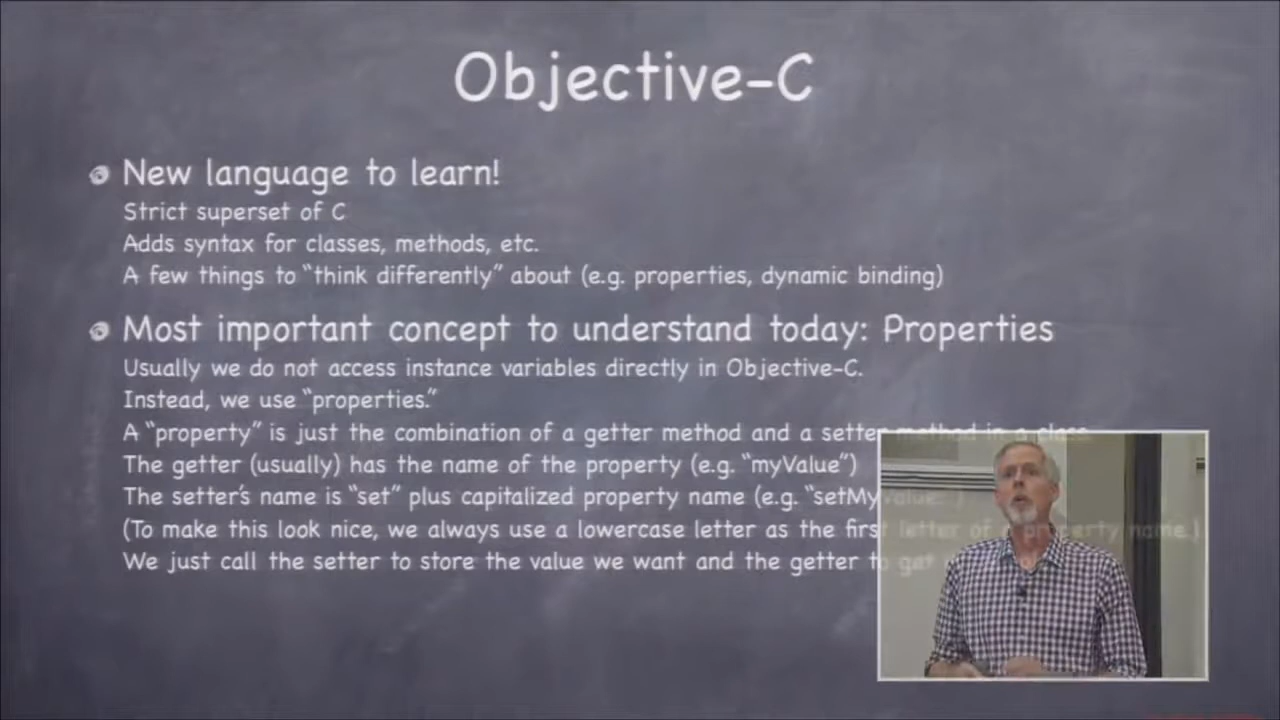 Objective-C
New language to learn!
Strict superset of C
Adds syntax for classes, methods, etc.
A few things to “think differently” about (e.g. properties, dynamic binding)
Most important concept to understand today: Properties
Usually we do not access instance variables directly in Objective-C.
Instead, we use “properties.”
A “property” is just the combination of a getter method and a setter method in a class.
The getter (usually) has the name of the property (e.g. “myValue”)
The setter’s name is “set” plus capitalized property name (e.g. “setMyValue:”)
(To make this look nice, we always use a lowercase letter as the first letter of a property name.)
We just call the setter to store the value we want and the getter to get